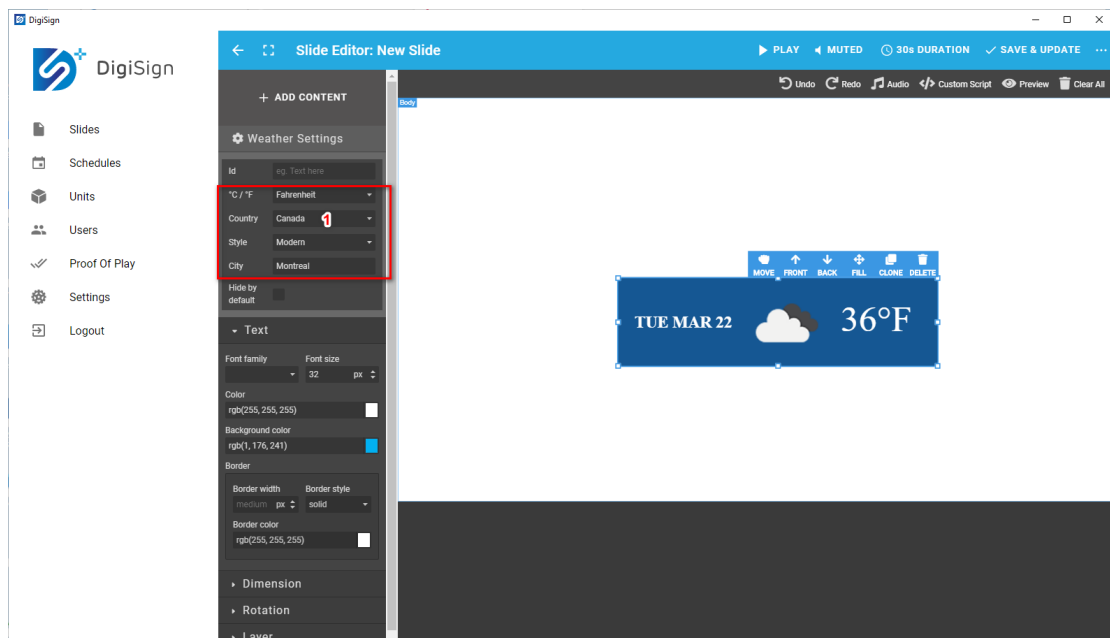 DigiSign
DigiSign
Slides
Schedules
Units
Users
Proof Of Play
Settings
Logout
Slide Editor: New Slide
PLAY
MUTED
30s DURATION
SAVE & UPDATE
Undo
Redo
Audio
Custom Script
Preview
Clear All
+ ADD CONTENT
Weather Settings
Id eg. Text here
°C / °F Fahrenheit
Country Canada 1
Style Modern
City Montreal
Hide by
default
Text
Font family Font size
32 px
Color
rgb(255, 255, 255)
Background color
rgb(1, 176, 241)
Border
Border width Border style
medium px solid
Border color
rgb(255, 255, 255)
Dimension
Rotation
Layer
Body
MOVE FRONT BACK FILL CLONE DELETE
TUE MAR 22 36°F